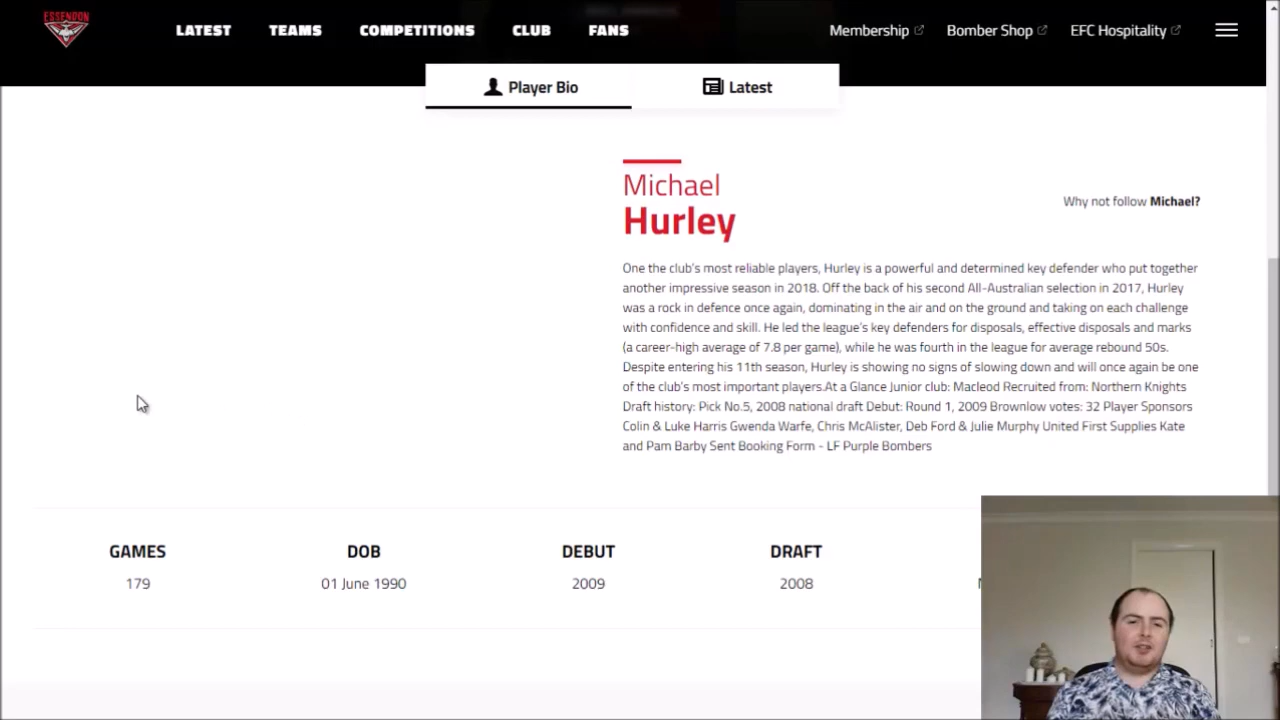 ESSENDON
LATEST TEAMS COMPETITIONS CLUB FANS Membership Bomber Shop EFC Hospitality
Player Bio Latest
Michael
Hurley
Why not follow Michael?
One the club's most reliable players, Hurley is a powerful and determined key defender who put together
another impressive season in 2018. Off the back of his second All-Australian selection in 2017, Hurley
was a rock in defence once again, dominating in the air and on the ground and taking on each challenge
with confidence and skill. He led the league's key defenders for disposals, effective disposals and marks
(a career-high average of 7.8 per game), while he was fourth in the league for average rebound 50s.
Despite entering his 11th season, Hurley is showing no signs of slowing down and will once again be one
of the club's most important players.At a Glance Junior club: Macleod Recruited from: Northern Knights
Draft history: Pick No.5, 2008 national draft Debut: Round 1, 2009 Brownlow votes: 32 Player Sponsors
Colin & Luke Harris Gwenda Warfe, Chris McAlister, Deb Ford & Julie Murphy United First Supplies Kate
and Pam Barby Sent Booking Form - LF Purple Bombers
GAMES DOB DEBUT DRAFT
179 01 June 1990 2009 2008